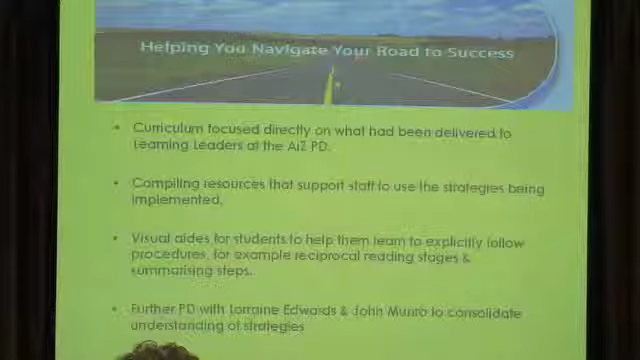 Helping You Navigate Your Road to Success
• Curriculum focused directly on what had been delivered to
Learning Leaders at the AiZ PD.
• Compiling resources that support staff to use the strategies being
implemented.
• Visual aides for students to help them learn to explicitly follow
procedures, for example reciprocal reading stages &
summarising steps.
• Further PD with Lorraine Edwards & John Munro to consolidate
understanding of strategies